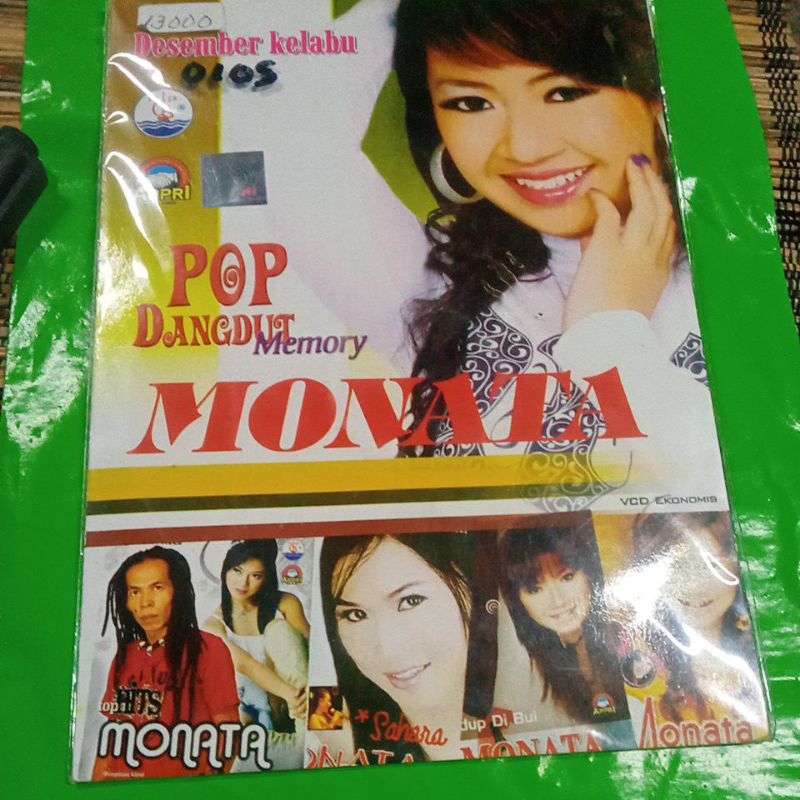 13000
Desember kelabu
0105
POP
DANGDUT
Memory
MONATA
VCD EKONOMIS
HITS
MONATA
Sahara
dup Di Bui
MONATA
Monata